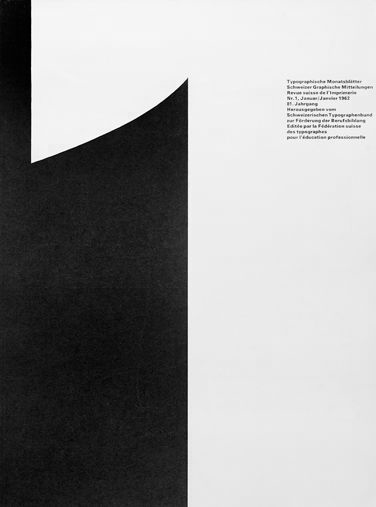 Typographische Monatsblätter
Schweizer Graphische Mitteilungen
Revue suisse de l'Imprimerie
Nr. 1, Januar/Janvier 1962
81. Jahrgang
Herausgegeben vom
Schweizerischen Typographenbund
zur Förderung der Berufsbildung
Editée par la Fédération suisse
des typographes
pour l'éducation professionnelle